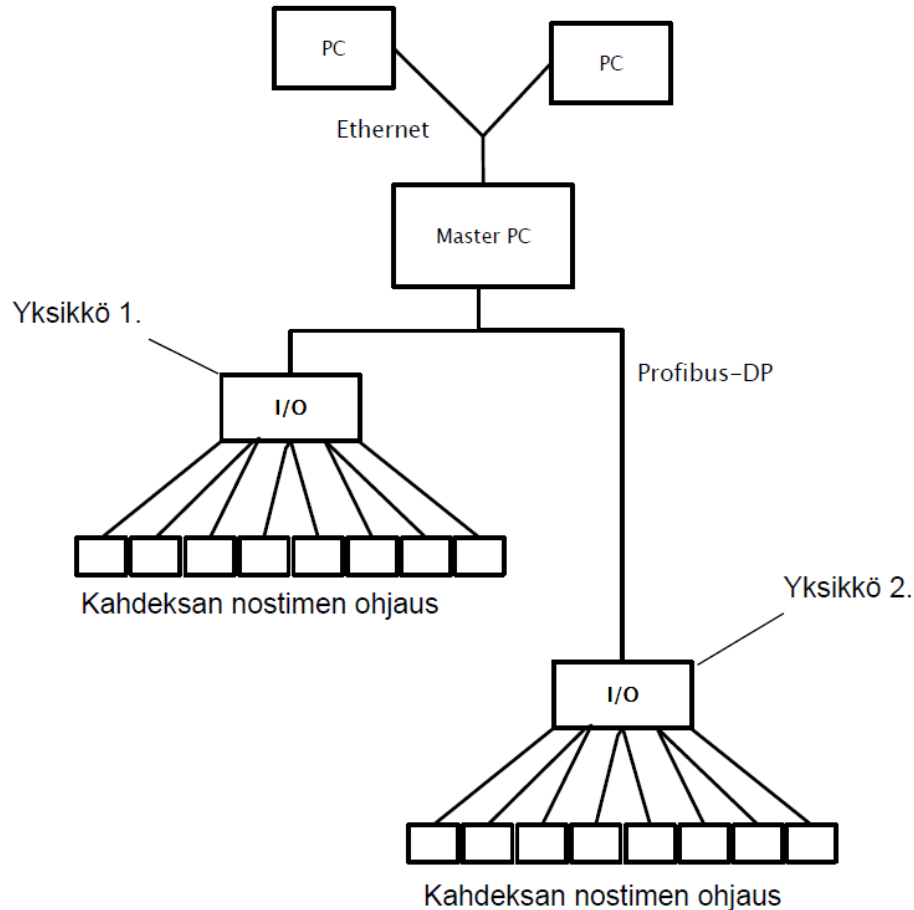 PC
PC
Ethernet
Master PC
Yksikkö 1.
Profibus-DP
I/O
Kahdeksan nostimen ohjaus
Yksikkö 2.
I/O
Kahdeksan nostimen ohjaus